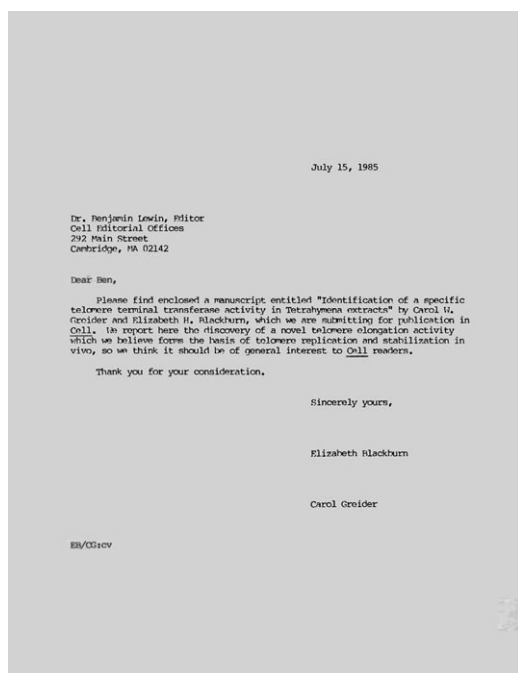 July 15, 1985
Dr. Benjamin Lewin, Editor
Cell Editorial Offices
292 Main Street
Cambridge, MA 02142
Dear Ben,
Please find enclosed a manuscript entitled "Identification of a specific
telomere terminal transferase activity in Tetrahymena extracts" by Carol W.
Greider and Elizabeth H. Blackburn, which we are submitting for publication in
Cell. We report here the discovery of a novel telomere elongation activity
which we believe forms the basis of telomere replication and stabilization in
vivo, so we think it should be of general interest to Cell readers.
Thank you for your consideration.
Sincerely yours,
Elizabeth Blackburn
Carol Greider
EB/CG:cv